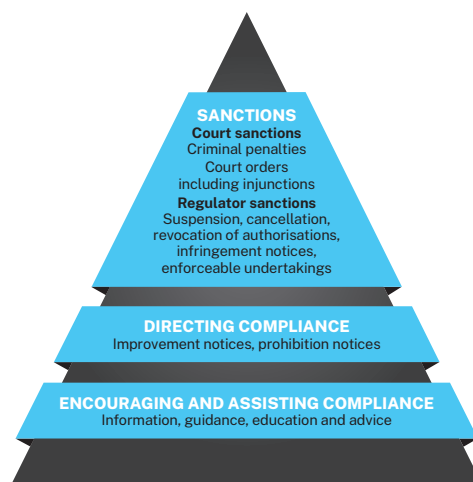 SANCTIONS
Court sanctions
Criminal penalties
Court orders
including injunctions
Regulator sanctions
Suspension, cancellation,
revocation of authorisations,
infringement notices,
enforceable undertakings
DIRECTING COMPLIANCE
Improvement notices, prohibition notices
ENCOURAGING AND ASSISTING COMPLIANCE
Information, guidance, education and advice